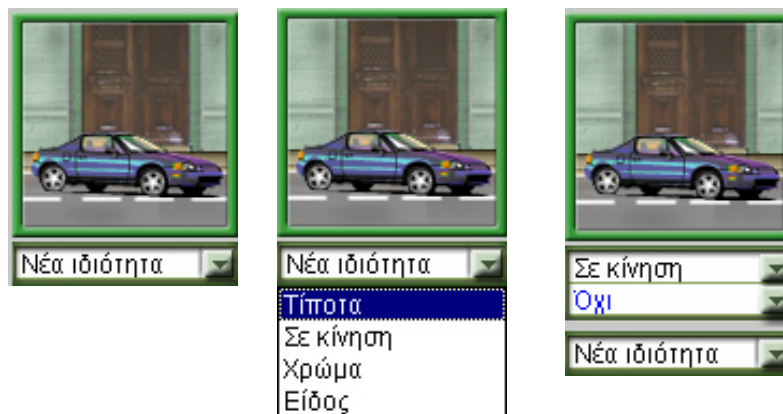 Νέα ιδιότητα
Νέα ιδιότητα
Τίποτα
Σε κίνηση
Χρώμα
Είδος
Σε κίνηση
Όχι
Νέα ιδιότητα